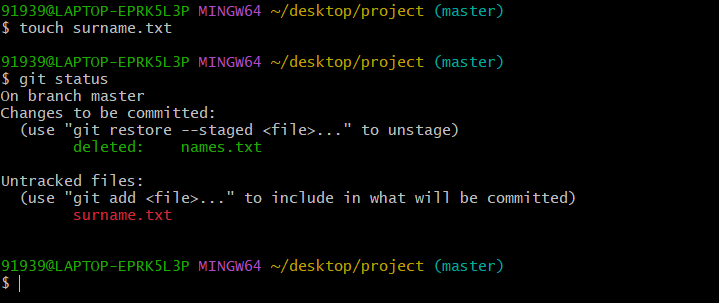 91939@LAPTOP-EPRK5L3P MINGW64 ~/desktop/project (master)
$ touch surname.txt
91939@LAPTOP-EPRK5L3P MINGW64 ~/desktop/project (master)
$ git status
On branch master
Changes to be committed:
  (use "git restore --staged <file>..." to unstage)
        deleted:    names.txt
Untracked files:
  (use "git add <file>..." to include in what will be committed)
        surname.txt
91939@LAPTOP-EPRK5L3P MINGW64 ~/desktop/project (master)
$